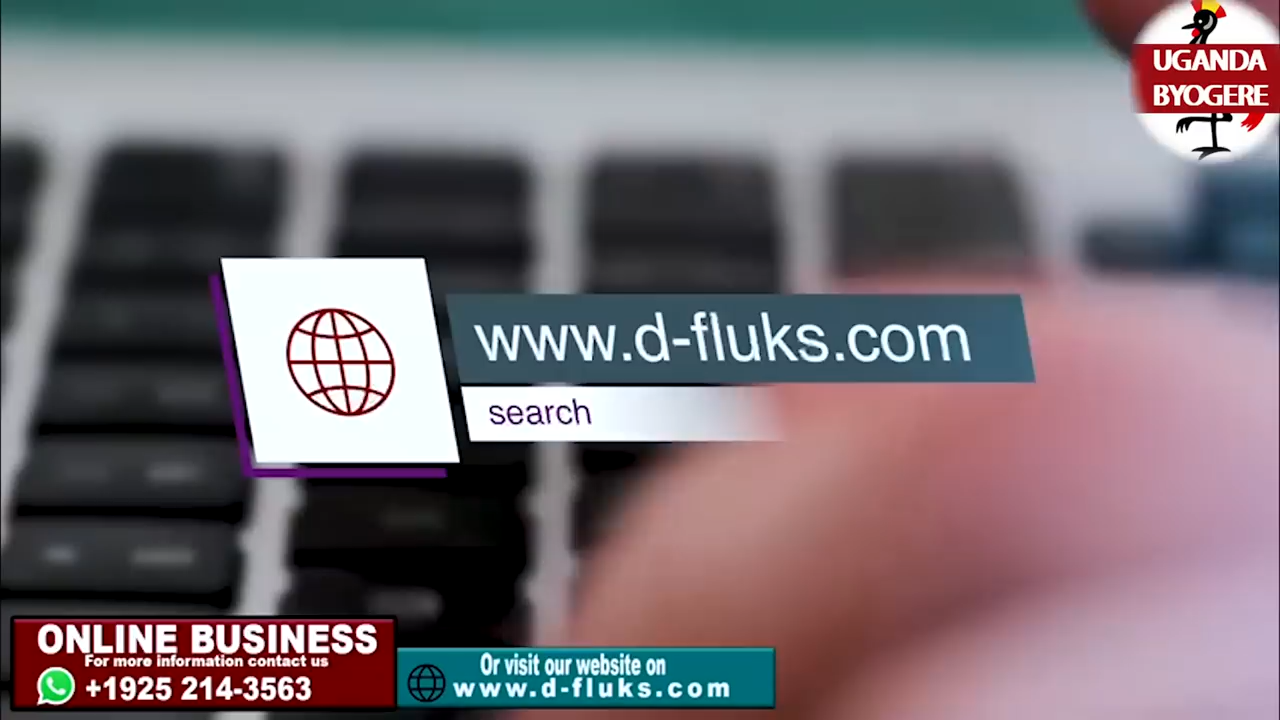 UGANDA
BYOGERE
www.d-fluks.com
search
ONLINE BUSINESS
For more information contact us
+1925 214-3563
Or visit our website on
www.d-fluks.com